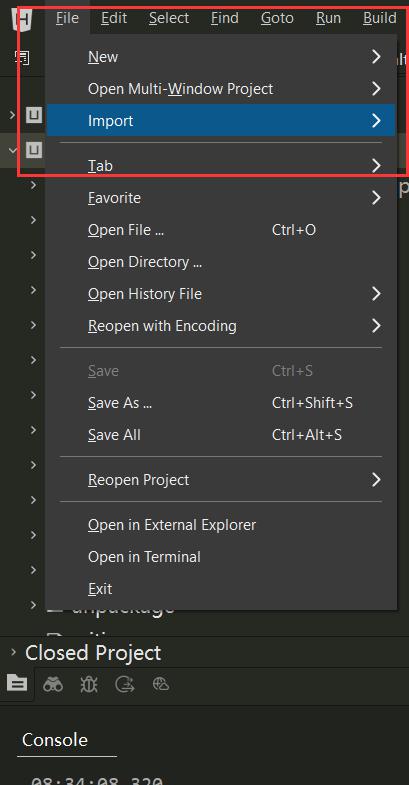 File Edit Select Find Goto Run Build
New
Open Multi-Window Project
Import
Tab
Favorite
Open File ... Ctrl+O
Open Directory ...
Open History File
Reopen with Encoding
Save Ctrl+S
Save As ... Ctrl+Shift+S
Save All Ctrl+Alt+S
Reopen Project
Open in External Explorer
Open in Terminal
Exit
unpackage
Closed Project
Console
08:34:08.320